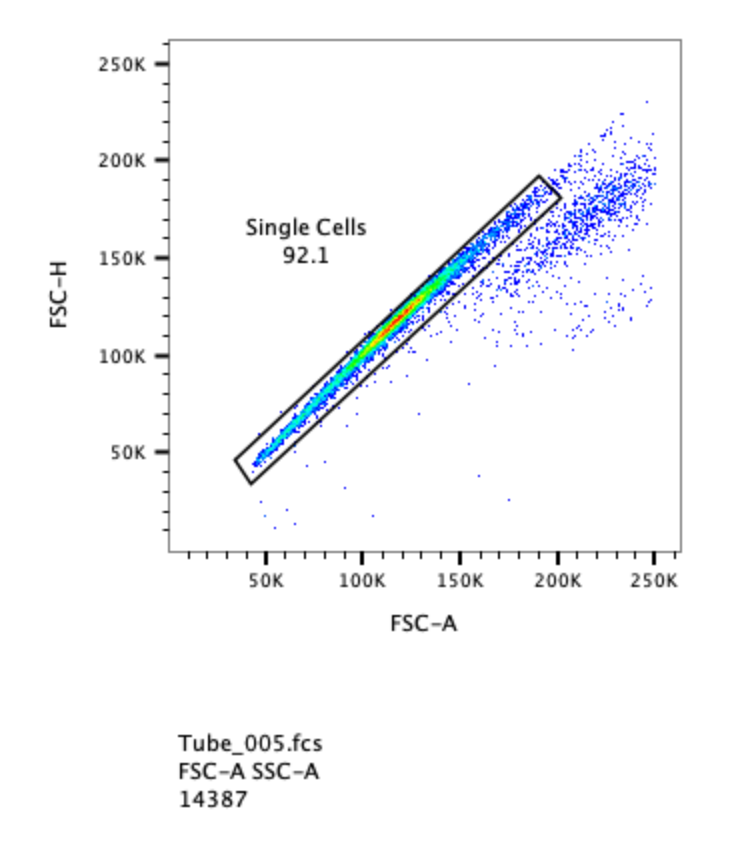 250K
200K
Single Cells
92.1
150K
FSC-H
100K
50K
50K 100K 150K 200K 250K
FSC-A
Tube_005.fcs
FSC-A SSC-A
14387